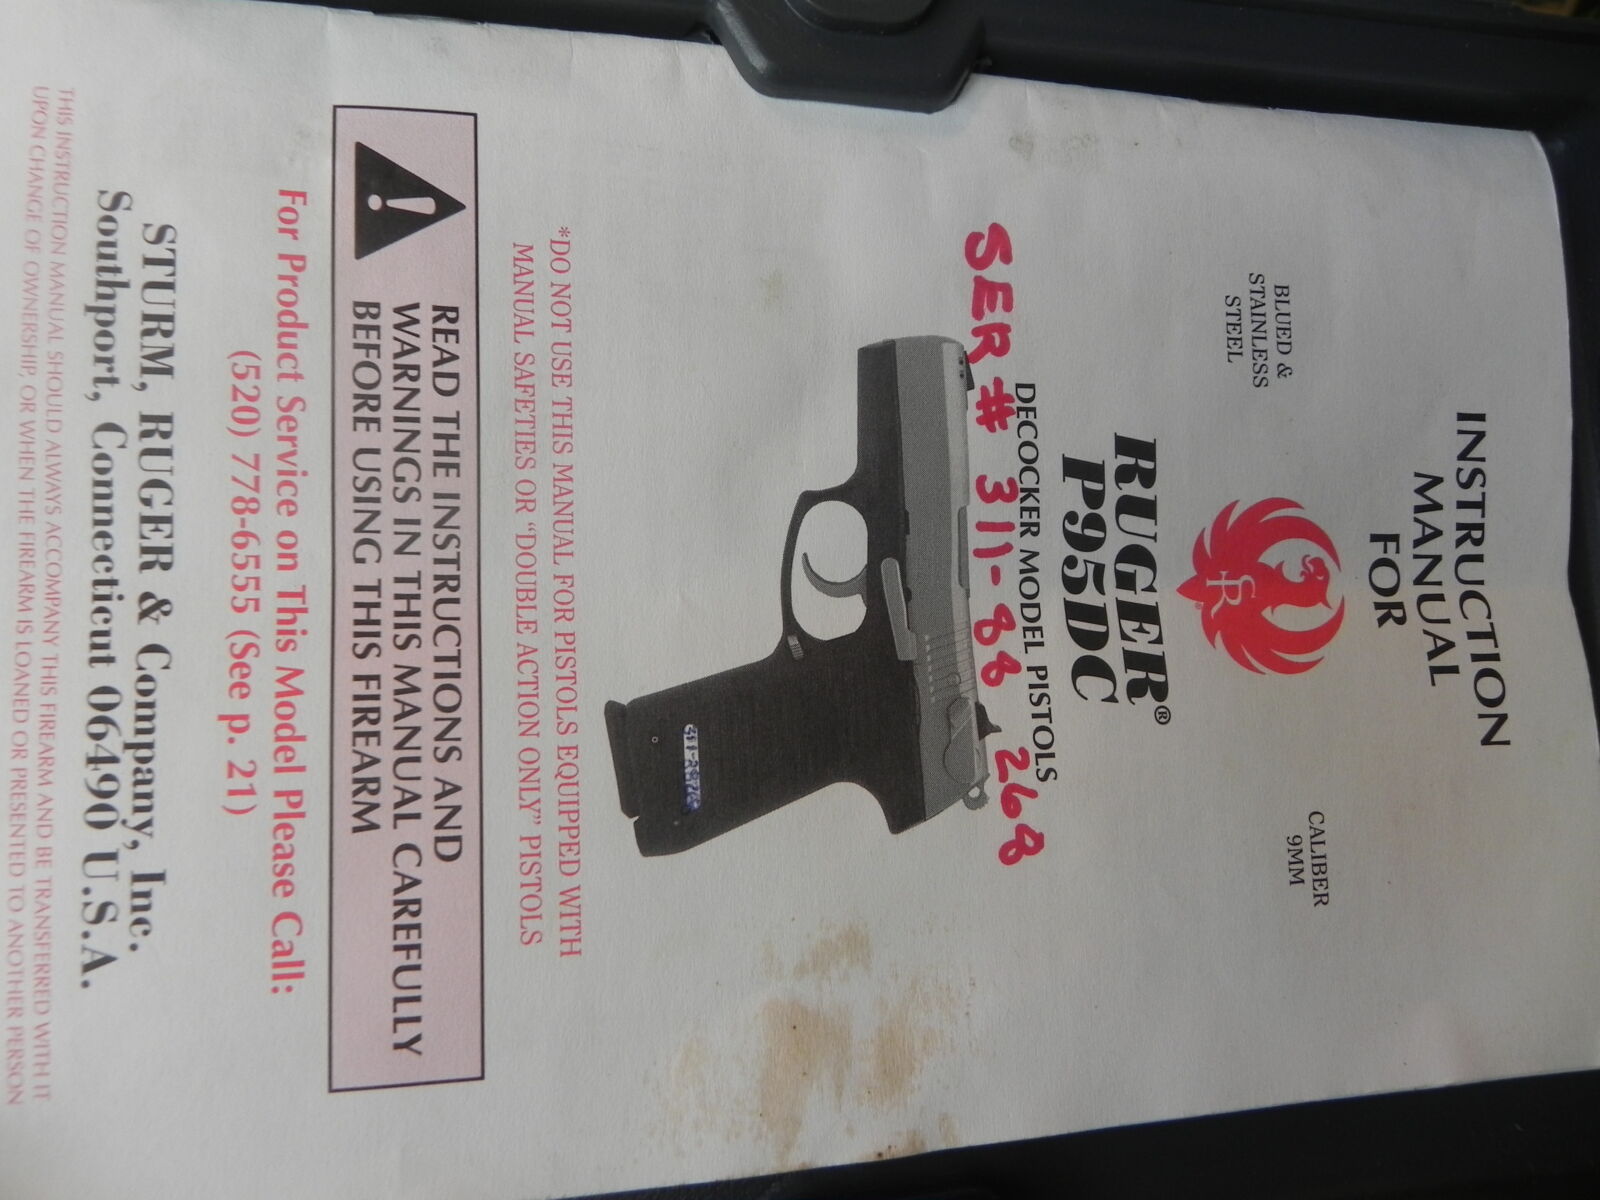 INSTRUCTION
MANUAL
FOR
BLUED &
STAINLESS
STEEL
CALIBER
9MM
RUGER®
P95DC
DECOCKER MODEL PISTOLS
SER # 311-88 268
*DO NOT USE THIS MANUAL FOR PISTOLS EQUIPPED WITH
MANUAL SAFETIES OR "DOUBLE ACTION ONLY" PISTOLS
READ THE INSTRUCTIONS AND
WARNINGS IN THIS MANUAL CAREFULLY
BEFORE USING THIS FIREARM
For Product Service on This Model Please Call:
(520) 778-6555 (See p. 21)
STURM, RUGER & Company, Inc.
Southport, Connecticut 06490 U.S.A.
THIS INSTRUCTION MANUAL SHOULD ALWAYS ACCOMPANY THIS FIREARM AND BE TRANSFERRED WITH IT
UPON CHANGE OF OWNERSHIP, OR WHEN THE FIREARM IS LOANED OR PRESENTED TO ANOTHER PERSON